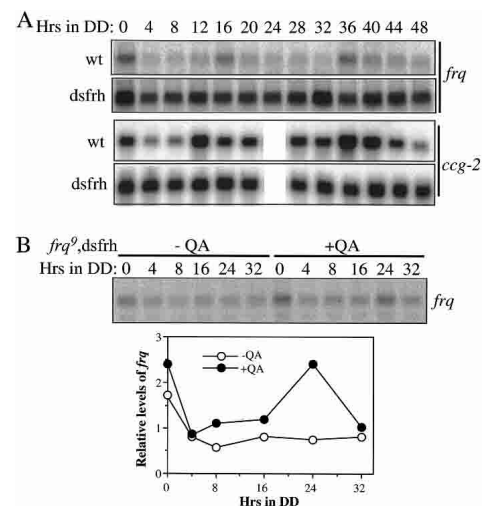 A
Hrs in DD: 0 4 8 12 16 20 24 28 32 36 40 44 48
wt
dsfrh
frq
wt
dsfrh
ccg-2
B
frq9,dsfrh - QA +QA
Hrs in DD: 0 4 8 16 24 32 0 4 8 16 24 32
frq
Relative levels of frq
3
2
1
0
-QA
+QA
0 8 16 24 32
Hrs in DD